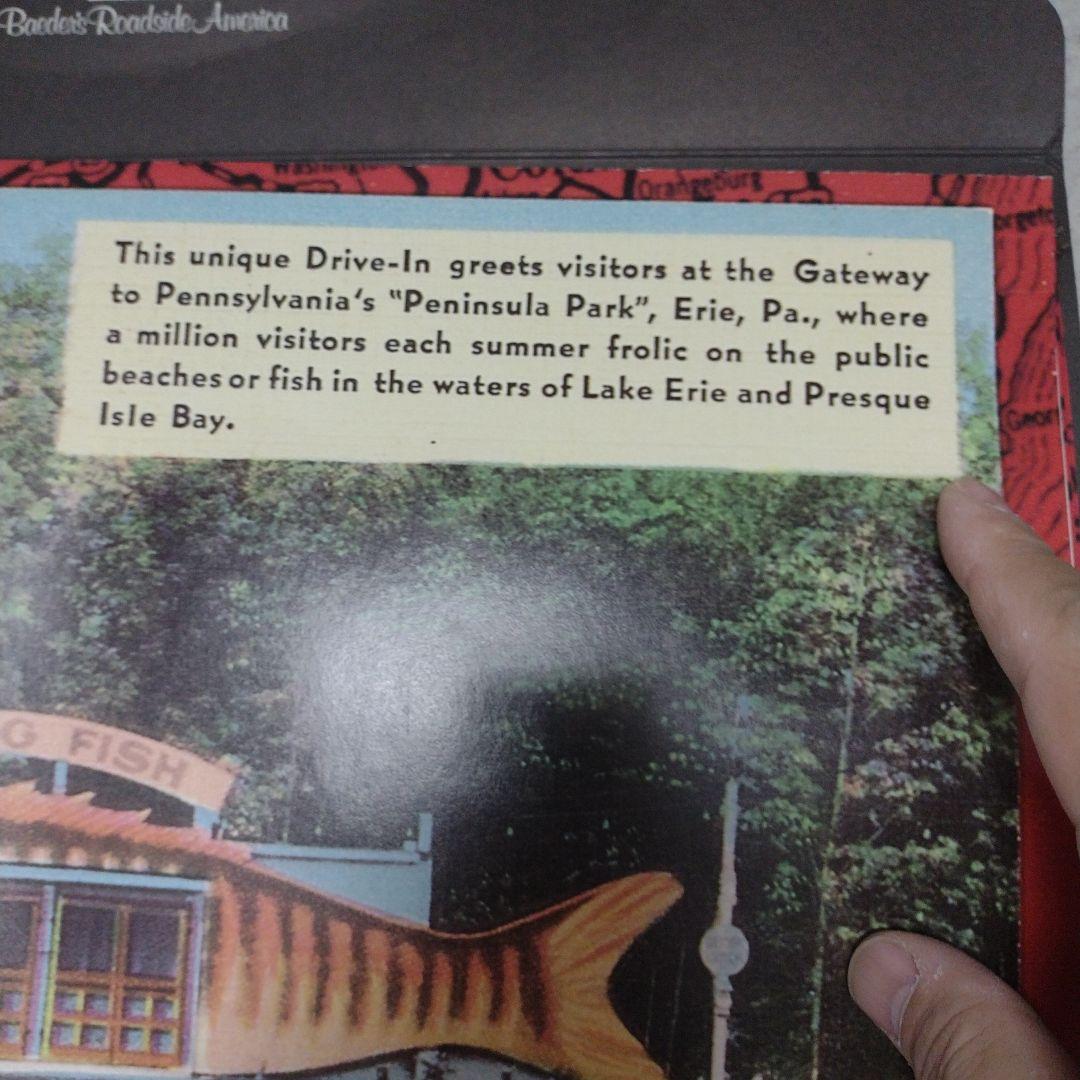 Baeder's Roadside America
Washington
Orangeburg
This unique Drive-In greets visitors at the Gateway
to Pennsylvania's "Peninsula Park", Erie, Pa., where
a million visitors each summer frolic on the public
beaches or fish in the waters of Lake Erie and Presque
Isle Bay.
G FISH